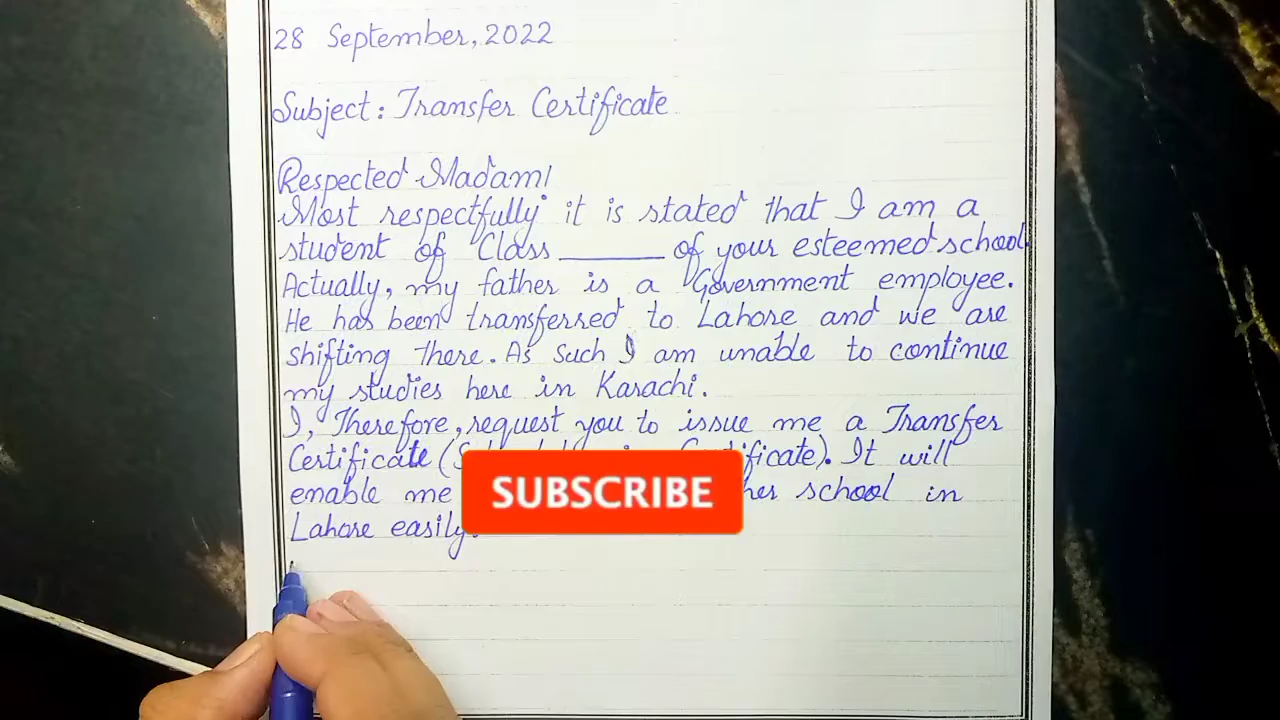 28 September, 2022
Subject: Transfer Certificate
Respected Madam!
Most respectfully it is stated that I am a
student of Class ______ of your esteemed school.
Actually, my father is a Government employee.
He has been transferred to Lahore and we are
shifting there. As such I am unable to continue
my studies here in Karachi.
I, Therefore, request you to issue me a Transfer
Certificate ( ). It will
enable me school in
Lahore easily.
SUBSCRIBE